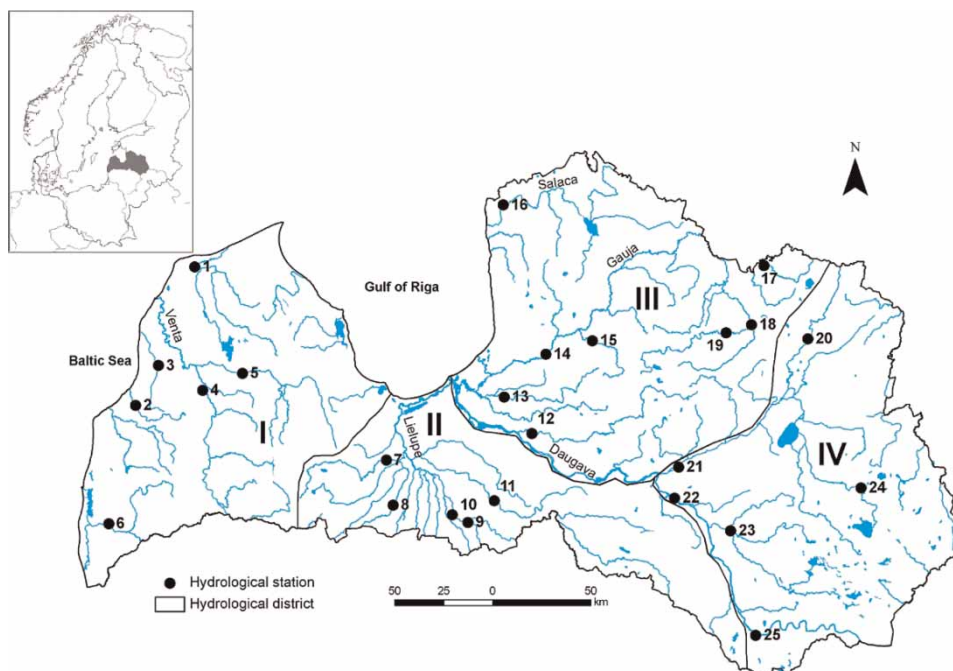 N
Salaca
16
Gauja
17
1
Gulf of Riga
III
Venta
18
20
19
15
Baltic Sea
3
14
5
4
2
13
I
II
Lielupe
12
Daugava
IV
7
21
24
22
11
8
10
9
6
23
Hydrological station
Hydrological district
50
25
0
50
km
25